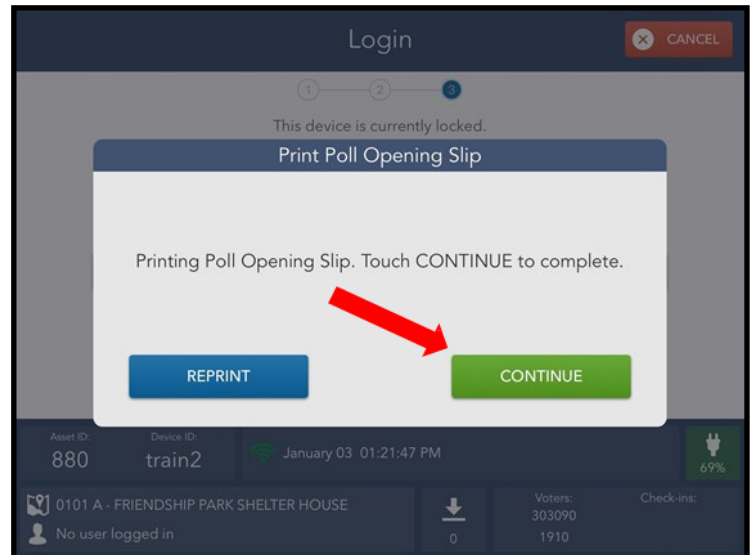 Login
CANCEL
1 2 3
This device is currently locked.
Print Poll Opening Slip
Printing Poll Opening Slip. Touch CONTINUE to complete.
REPRINT
CONTINUE
Asset ID:
880
Device ID:
train2
January 03 01:21:47 PM
69%
0101 A - FRIENDSHIP PARK SHELTER HOUSE
No user logged in
0
Voters:
303090
1910
Check-ins: